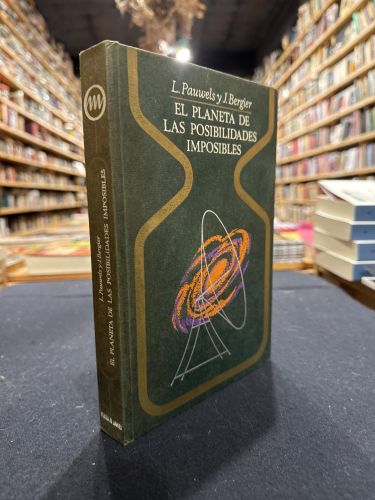 L. Pauwels y J. Bergier
EL PLANETA DE
LAS POSIBILIDADES
IMPOSIBLES
L. Pauwels y J. Bergier
EL PLANETA DE LAS POSIBILIDADES IMPOSIBLES
PLAZA & JANES